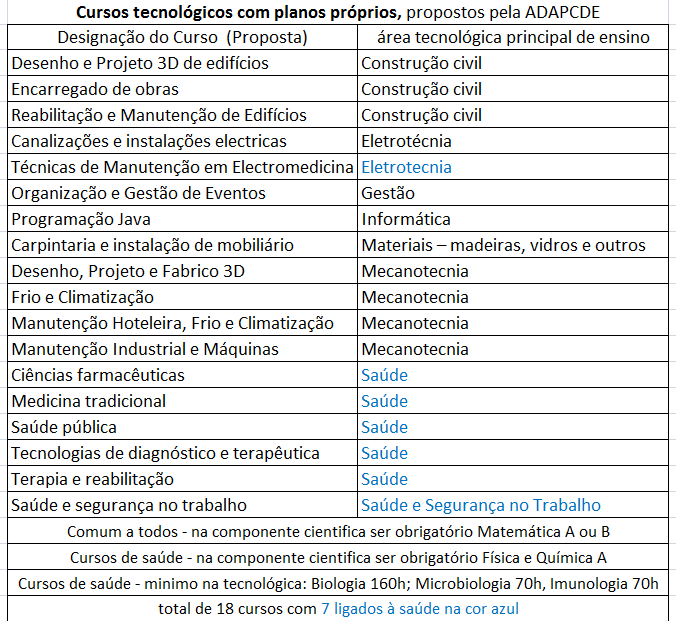 Cursos tecnológicos com planos próprios, propostos pela ADAPCDE
Designação do Curso (Proposta) área tecnológica principal de ensino
Desenho e Projeto 3D de edifícios Construção civil
Encarregado de obras Construção civil
Reabilitação e Manutenção de Edifícios Construção civil
Canalizações e instalações electricas Eletrotécnia
Técnicas de Manutenção em Electromedicina Eletrotecnia
Organização e Gestão de Eventos Gestão
Programação Java Informática
Carpintaria e instalação de mobiliário Materiais – madeiras, vidros e outros
Desenho, Projeto e Fabrico 3D Mecanotecnia
Frio e Climatização Mecanotecnia
Manutenção Hoteleira, Frio e Climatização Mecanotecnia
Manutenção Industrial e Máquinas Mecanotecnia
Ciências farmacêuticas Saúde
Medicina tradicional Saúde
Saúde pública Saúde
Tecnologias de diagnóstico e terapêutica Saúde
Terapia e reabilitação Saúde
Saúde e segurança no trabalho Saúde e Segurança no Trabalho
Comum a todos - na componente cientifica ser obrigatório Matemática A ou B
Cursos de saúde - na componente cientifica ser obrigatório Física e Química A
Cursos de saúde - minimo na tecnológica: Biologia 160h; Microbiologia 70h, Imunologia 70h
total de 18 cursos com 7 ligados à saúde na cor azul